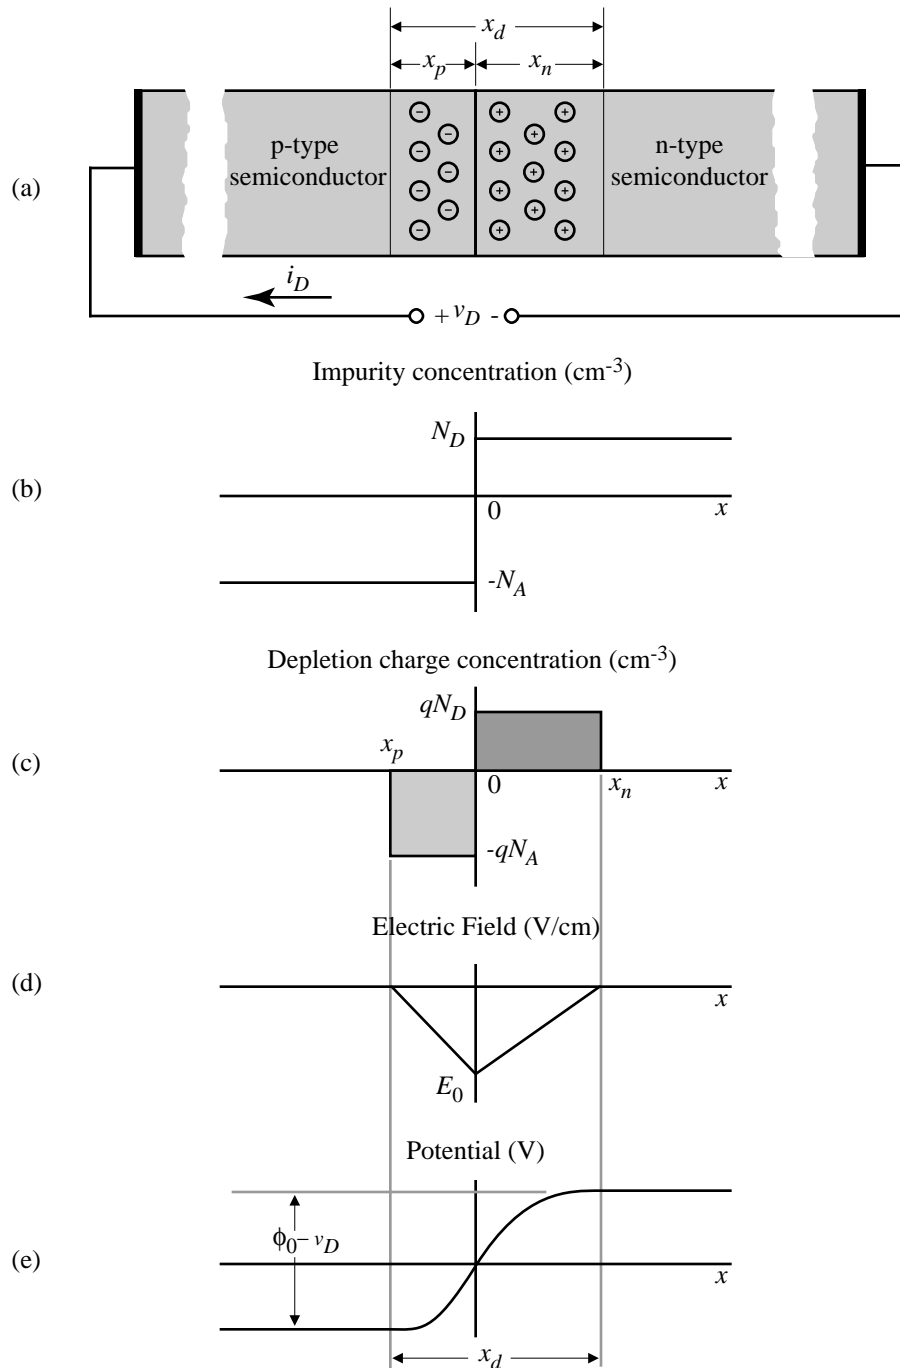 x_d
x_p x_n
− + +
− +
− + +
− +
− + +
− +
− + +
p-type
semiconductor
n-type
semiconductor
(a)
i_D
+ v_D -
Impurity concentration (cm⁻³)
N_D
(b)
0 x
-N_A
Depletion charge concentration (cm⁻³)
qN_D
x_p
(c)
0 x_n x
-qN_A
Electric Field (V/cm)
(d)
x
E_0
Potential (V)
ϕ_0 − v_D
(e)
x
x_d